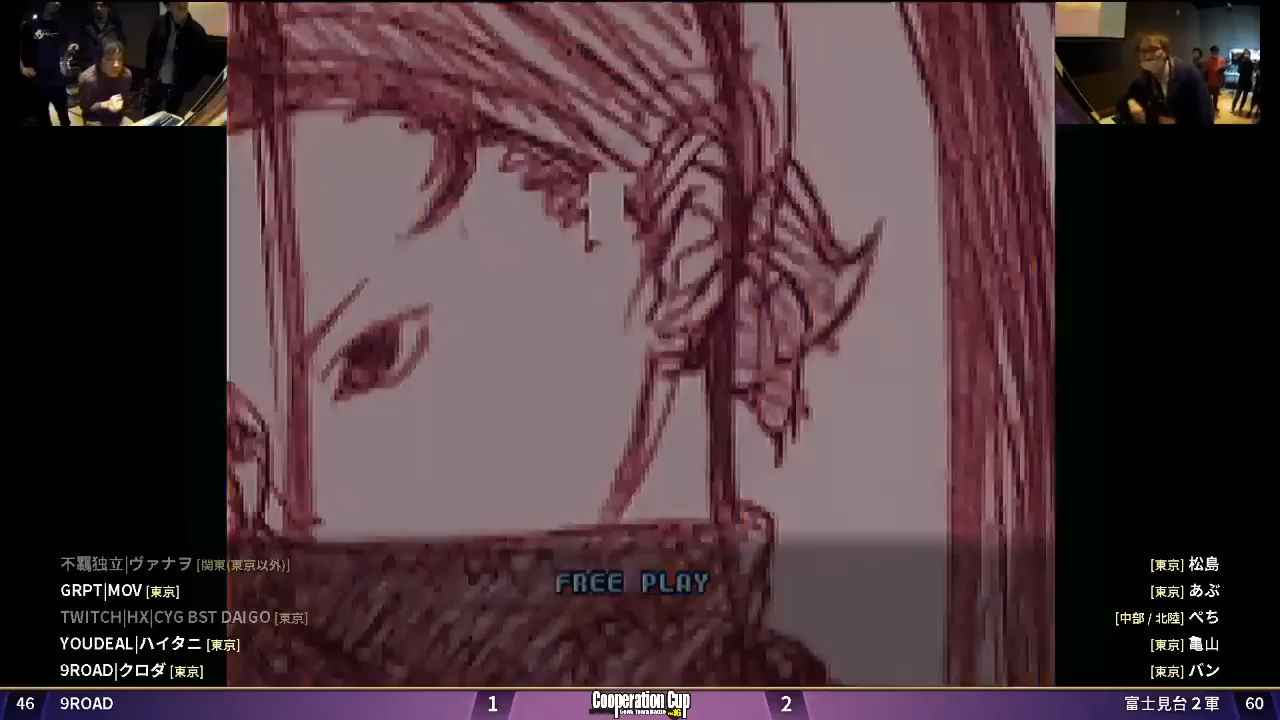 不羈独立|ヴァナヲ [関東(東京以外)]
GRPT|MOV [東京]
TWITCH|HX|CYG BST DAIGO [東京]
YOUDEAL|ハイタニ [東京]
9ROAD|クロダ [東京]
FREE PLAY
[東京] 松島
[東京] あぶ
[中部 / 北陸] ぺち
[東京] 亀山
[東京] バン
46 9ROAD 1 Cooperation Cup 2 富士見台２軍 60